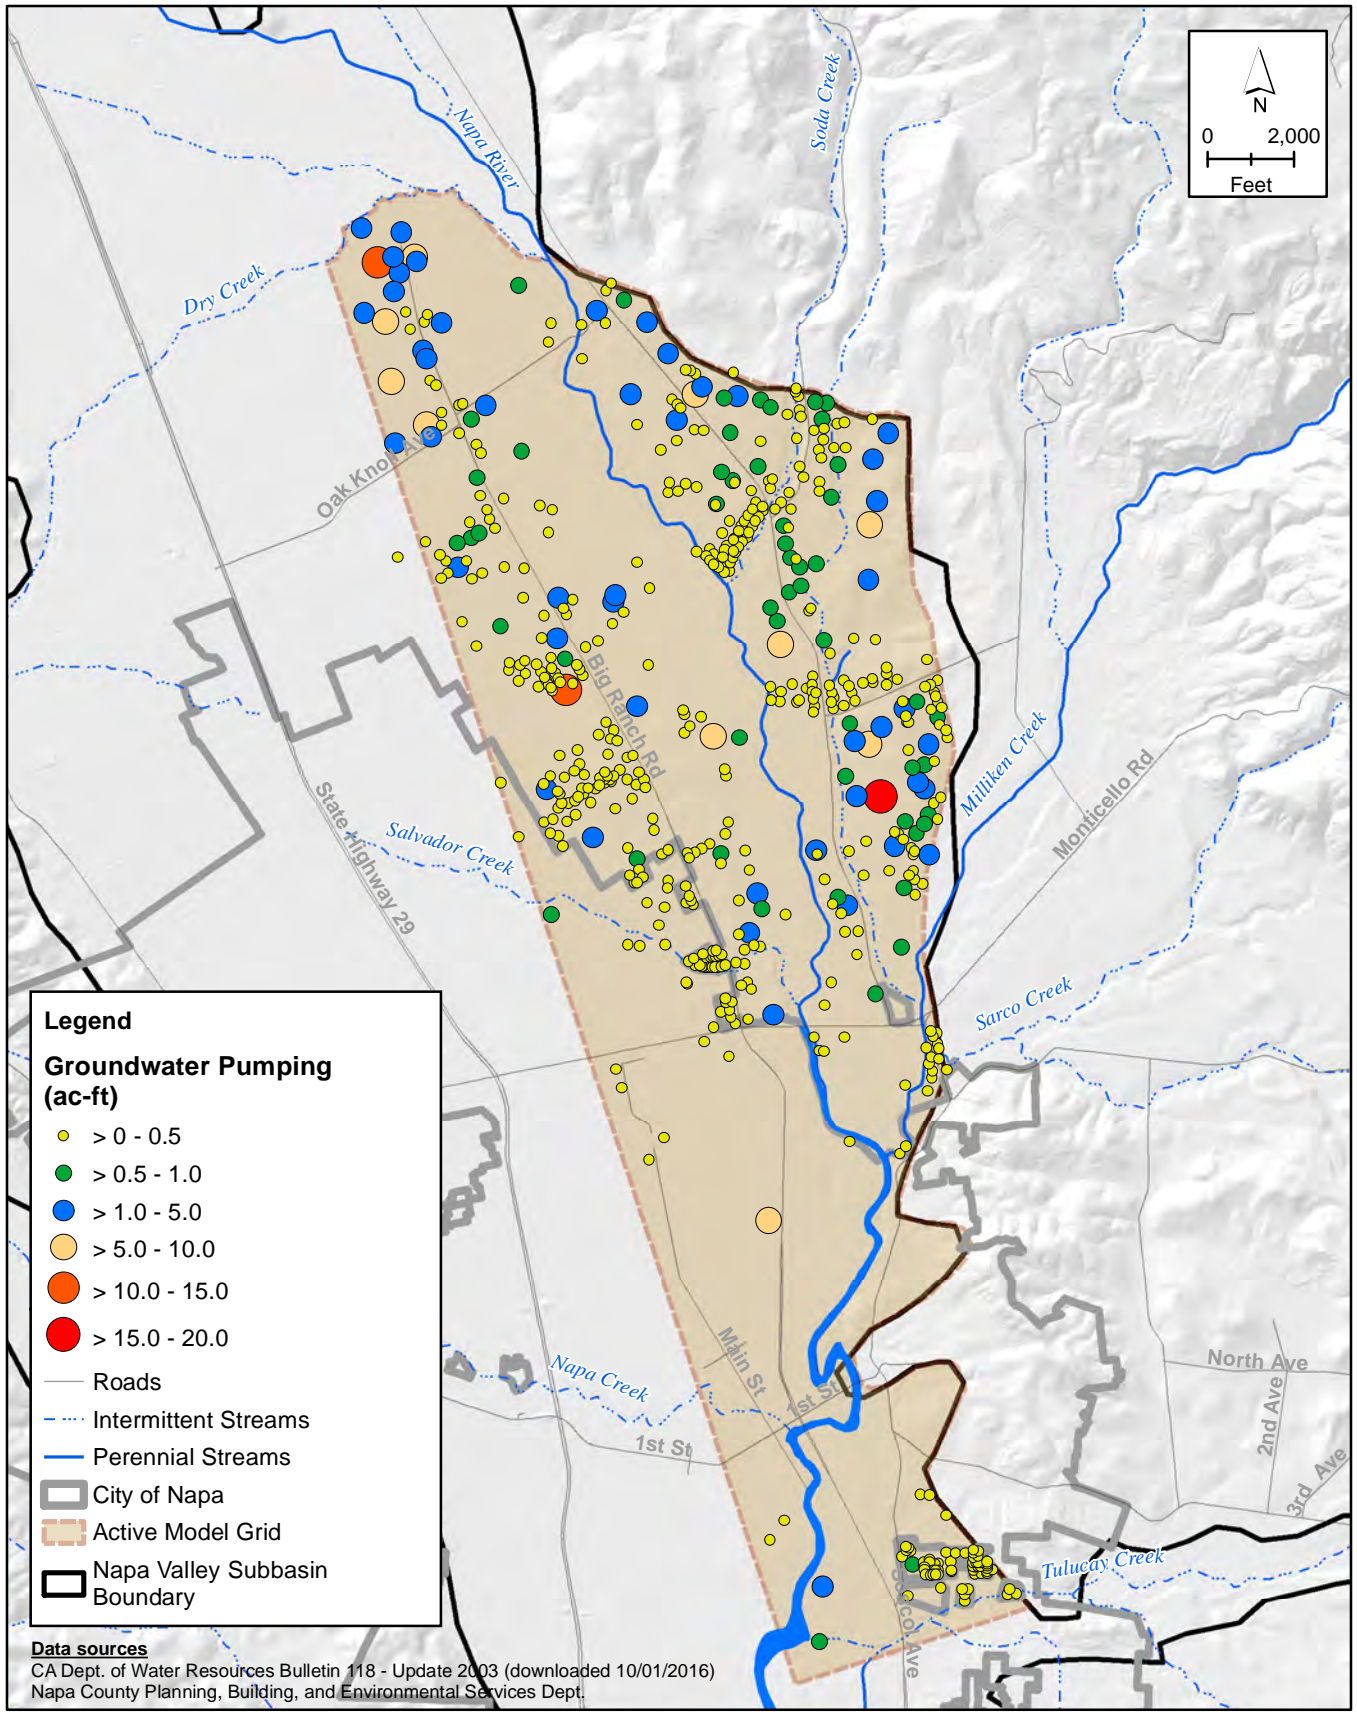 Napa River
Soda Creek
N
0 2,000
Feet
Dry Creek
Oak Knoll Ave
Big Ranch Rd
Milliken Creek
Monticello Rd
State Highway 29
Salvador Creek
Sarco Creek
Legend
Groundwater Pumping
(ac-ft)
> 0 - 0.5
> 0.5 - 1.0
> 1.0 - 5.0
> 5.0 - 10.0
> 10.0 - 15.0
> 15.0 - 20.0
Roads
Intermittent Streams
Perennial Streams
City of Napa
Active Model Grid
Napa Valley Subbasin
Boundary
Main St
Napa Creek
1st St
1st St
North Ave
2nd Ave
3rd Ave
Tulucay Creek
Soscol Ave
Data sources
CA Dept. of Water Resources Bulletin 118 - Update 2003 (downloaded 10/01/2016)
Napa County Planning, Building, and Environmental Services Dept.